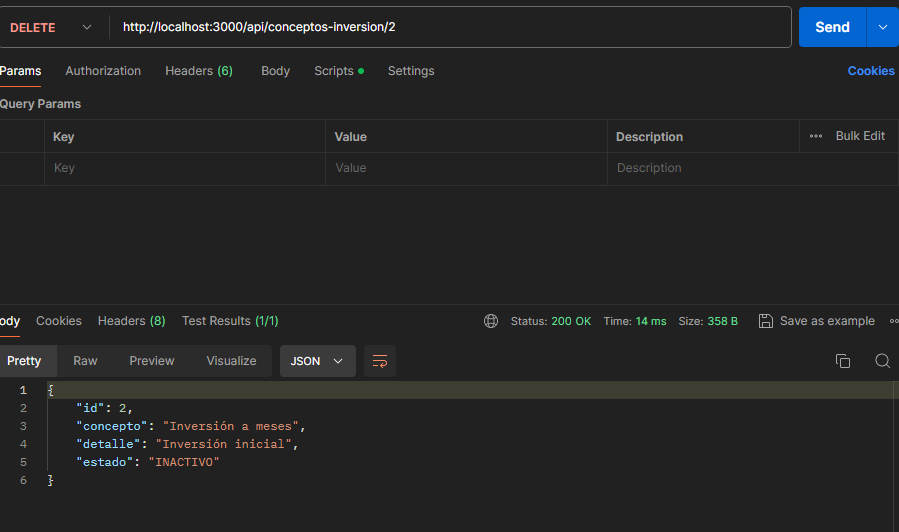 DELETE http://localhost:3000/api/conceptos-inversion/2 Send
Params Authorization Headers (6) Body Scripts Settings Cookies
Query Params
Key Value Description ••• Bulk Edit
Key Value Description
ody Cookies Headers (8) Test Results (1/1) Status: 200 OK Time: 14 ms Size: 358 B Save as example
Pretty Raw Preview Visualize JSON
1 {
2 "id": 2,
3 "concepto": "Inversión a meses",
4 "detalle": "Inversión inicial",
5 "estado": "INACTIVO"
6 }